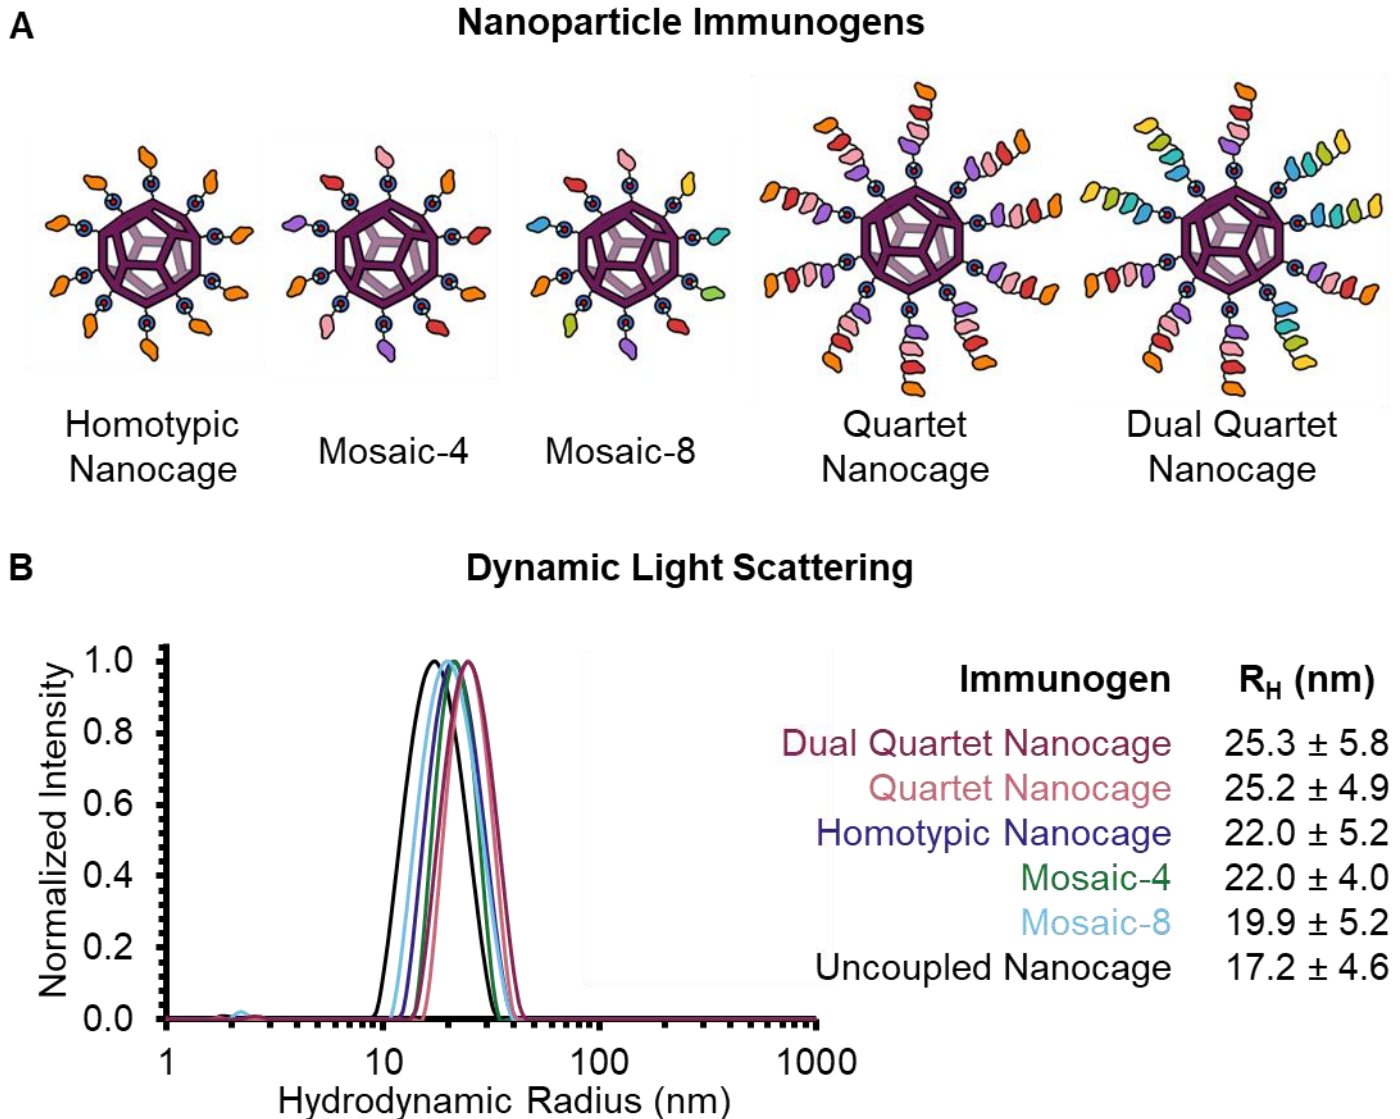 A
Nanoparticle Immunogens
Homotypic
Nanocage
Mosaic-4
Mosaic-8
Quartet
Nanocage
Dual Quartet
Nanocage
B
Dynamic Light Scattering
Normalized Intensity
1.0
0.8
0.6
0.4
0.2
0.0
1 10 100 1000
Hydrodynamic Radius (nm)
Immunogen R_H (nm)
Dual Quartet Nanocage 25.3 ± 5.8
Quartet Nanocage 25.2 ± 4.9
Homotypic Nanocage 22.0 ± 5.2
Mosaic-4 22.0 ± 4.0
Mosaic-8 19.9 ± 5.2
Uncoupled Nanocage 17.2 ± 4.6